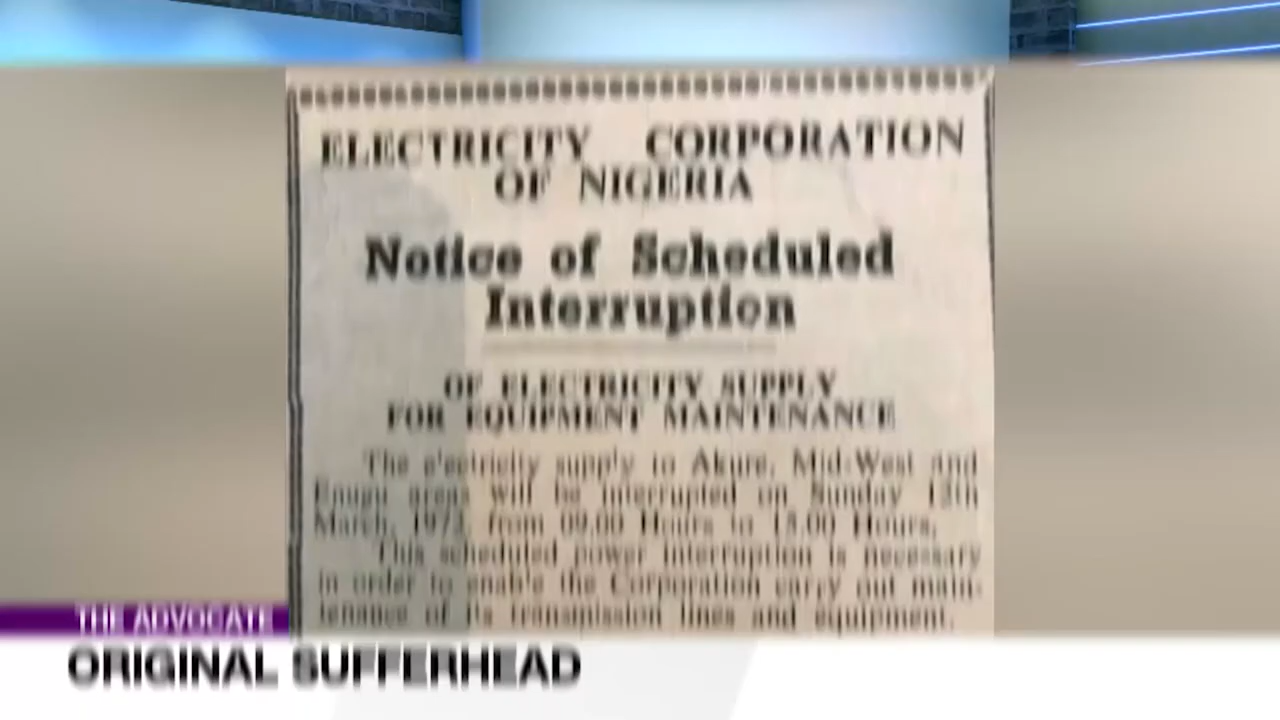 ELECTRICITY CORPORATION
OF NIGERIA
Notice of Scheduled
Interruption
OF ELECTRICITY SUPPLY
FOR EQUIPMENT MAINTENANCE
The electricity supply to Akure, Mid-West and
Enugu areas will be interrupted on Sunday 12th
March, 1972, from 09.00 Hours to 15.00 Hours.
This scheduled power interruption is necessary
in order to enable the Corporation carry out main-
tenance of its transmission lines and equipment.
THE ADVOCATE
ORIGINAL SUFFERHEAD